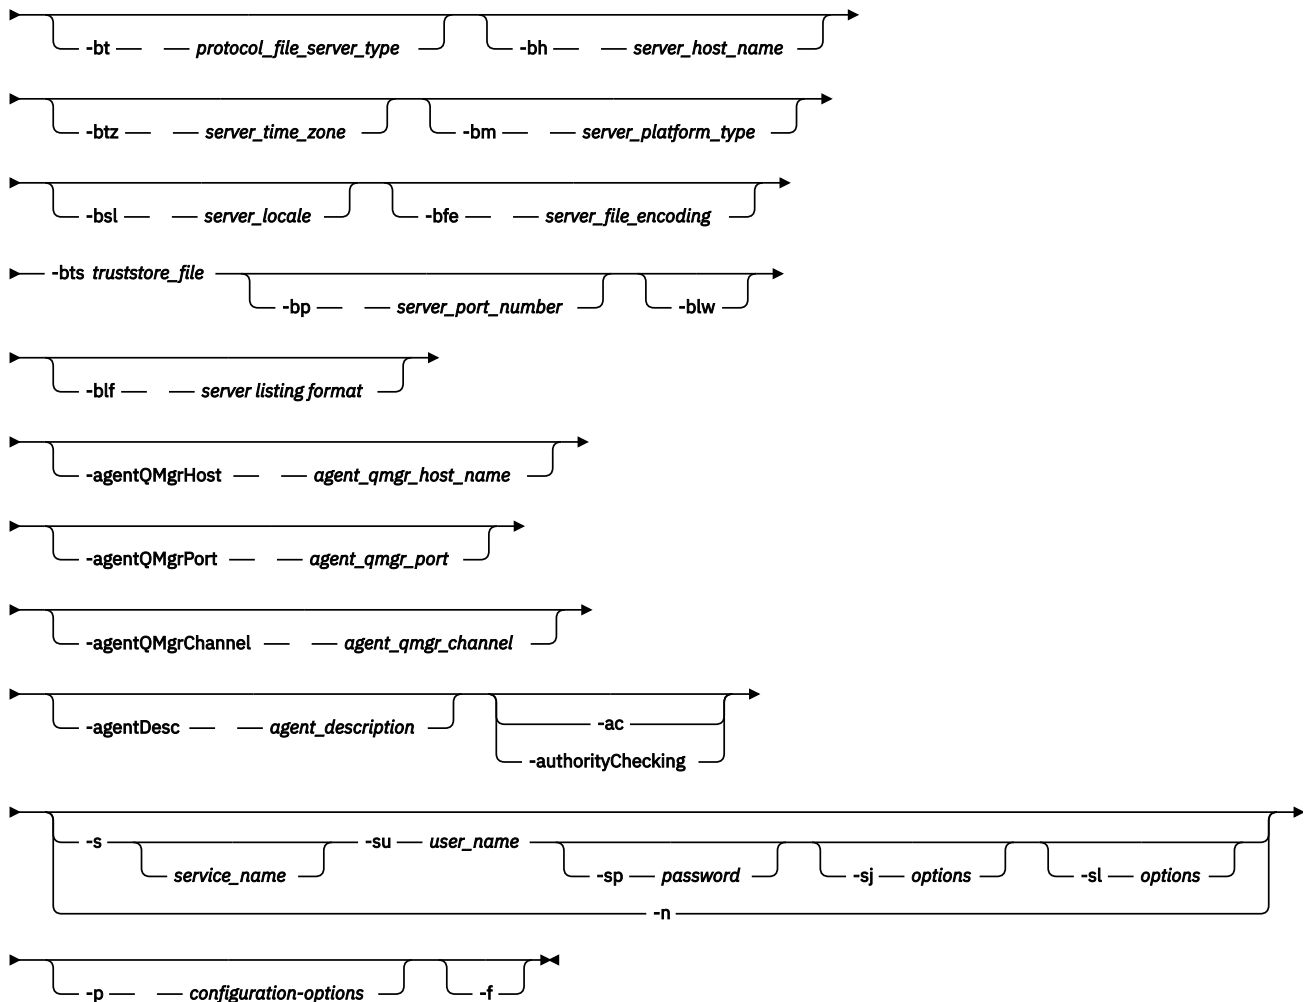 -bt protocol_file_server_type -bh server_host_name
-btz server_time_zone -bm server_platform_type
-bsl server_locale -bfe server_file_encoding
-bts truststore_file
-bp server_port_number -blw
-blf server listing format
-agentQMgrHost agent_qmgr_host_name
-agentQMgrPort agent_qmgr_port
-agentQMgrChannel agent_qmgr_channel
-agentDesc agent_description -ac
-authorityChecking
-s -su user_name
service_name -sp password -sj options -sl options
-n
-p configuration-options -f